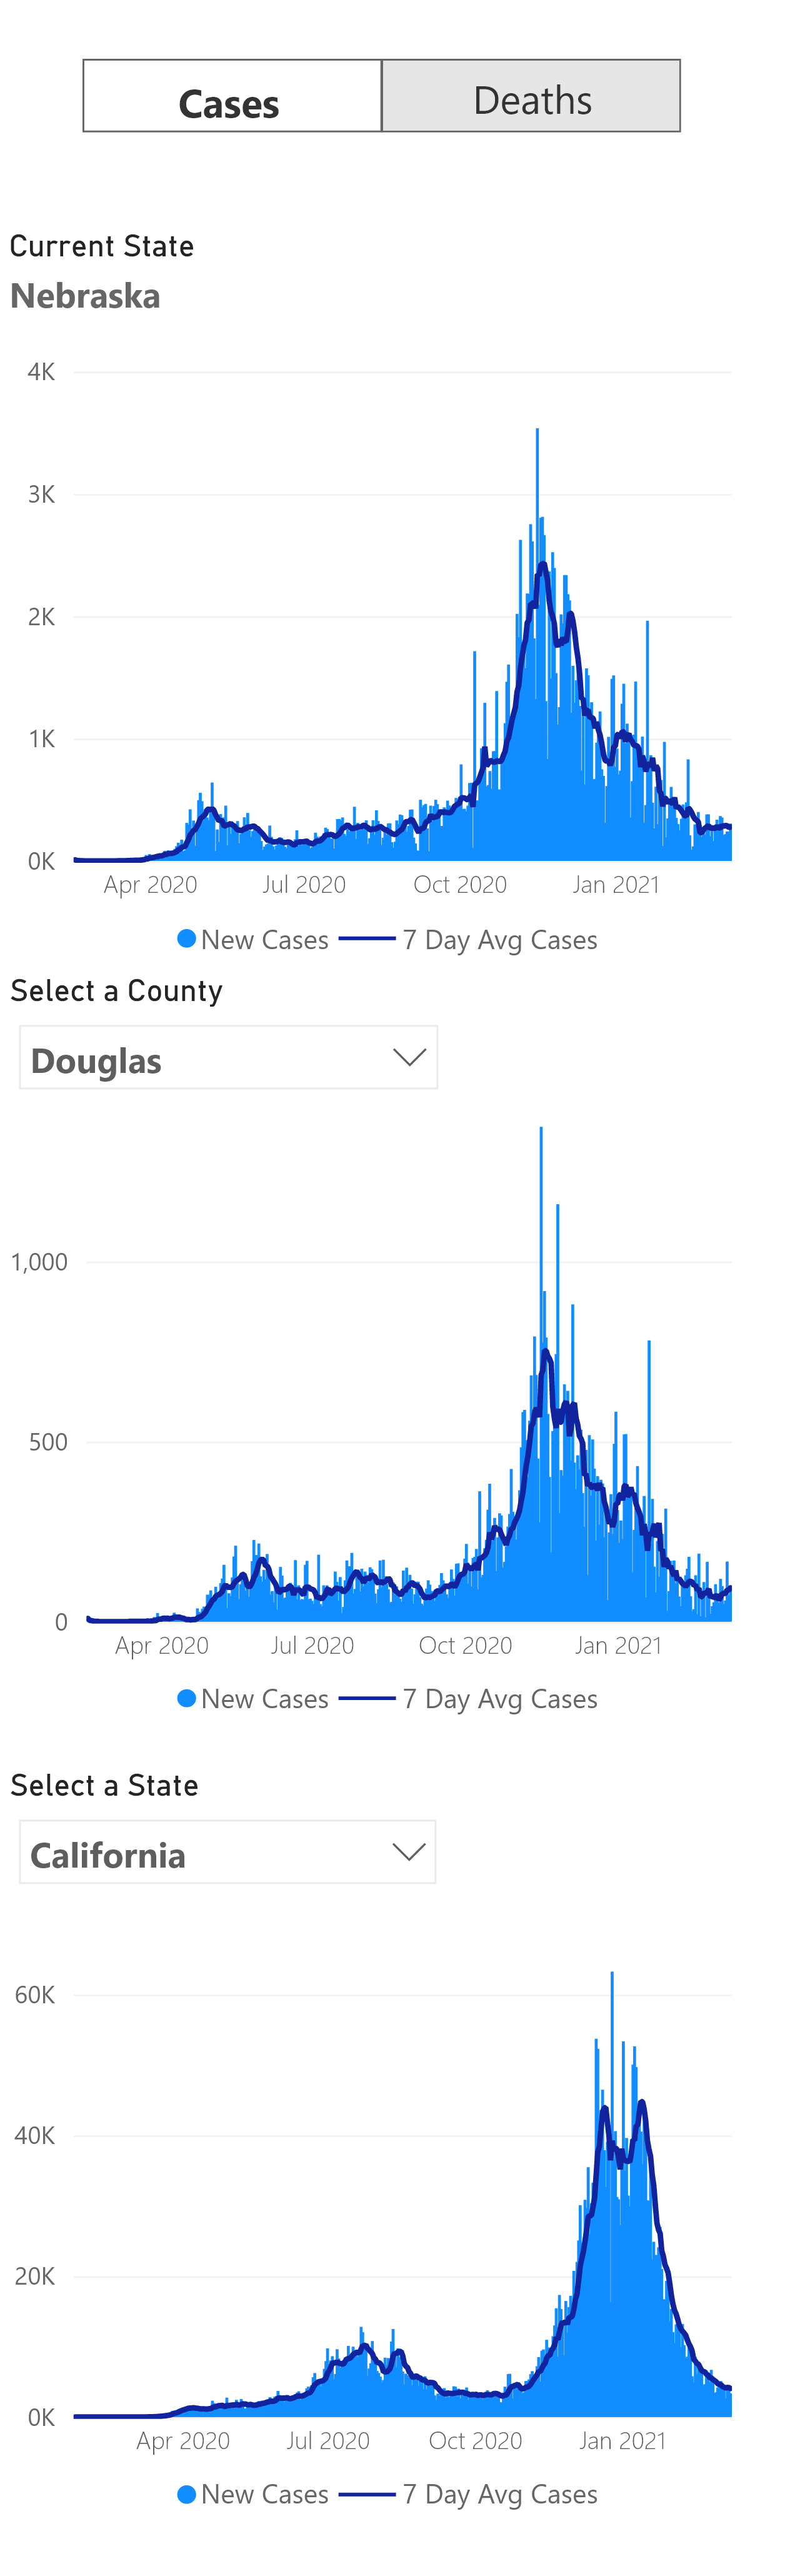 Cases Deaths
Current State
Nebraska
4K
3K
2K
1K
0K
Apr 2020 Jul 2020 Oct 2020 Jan 2021
New Cases 7 Day Avg Cases
Select a County
Douglas
1,000
500
0
Apr 2020 Jul 2020 Oct 2020 Jan 2021
New Cases 7 Day Avg Cases
Select a State
California
60K
40K
20K
0K
Apr 2020 Jul 2020 Oct 2020 Jan 2021
New Cases 7 Day Avg Cases